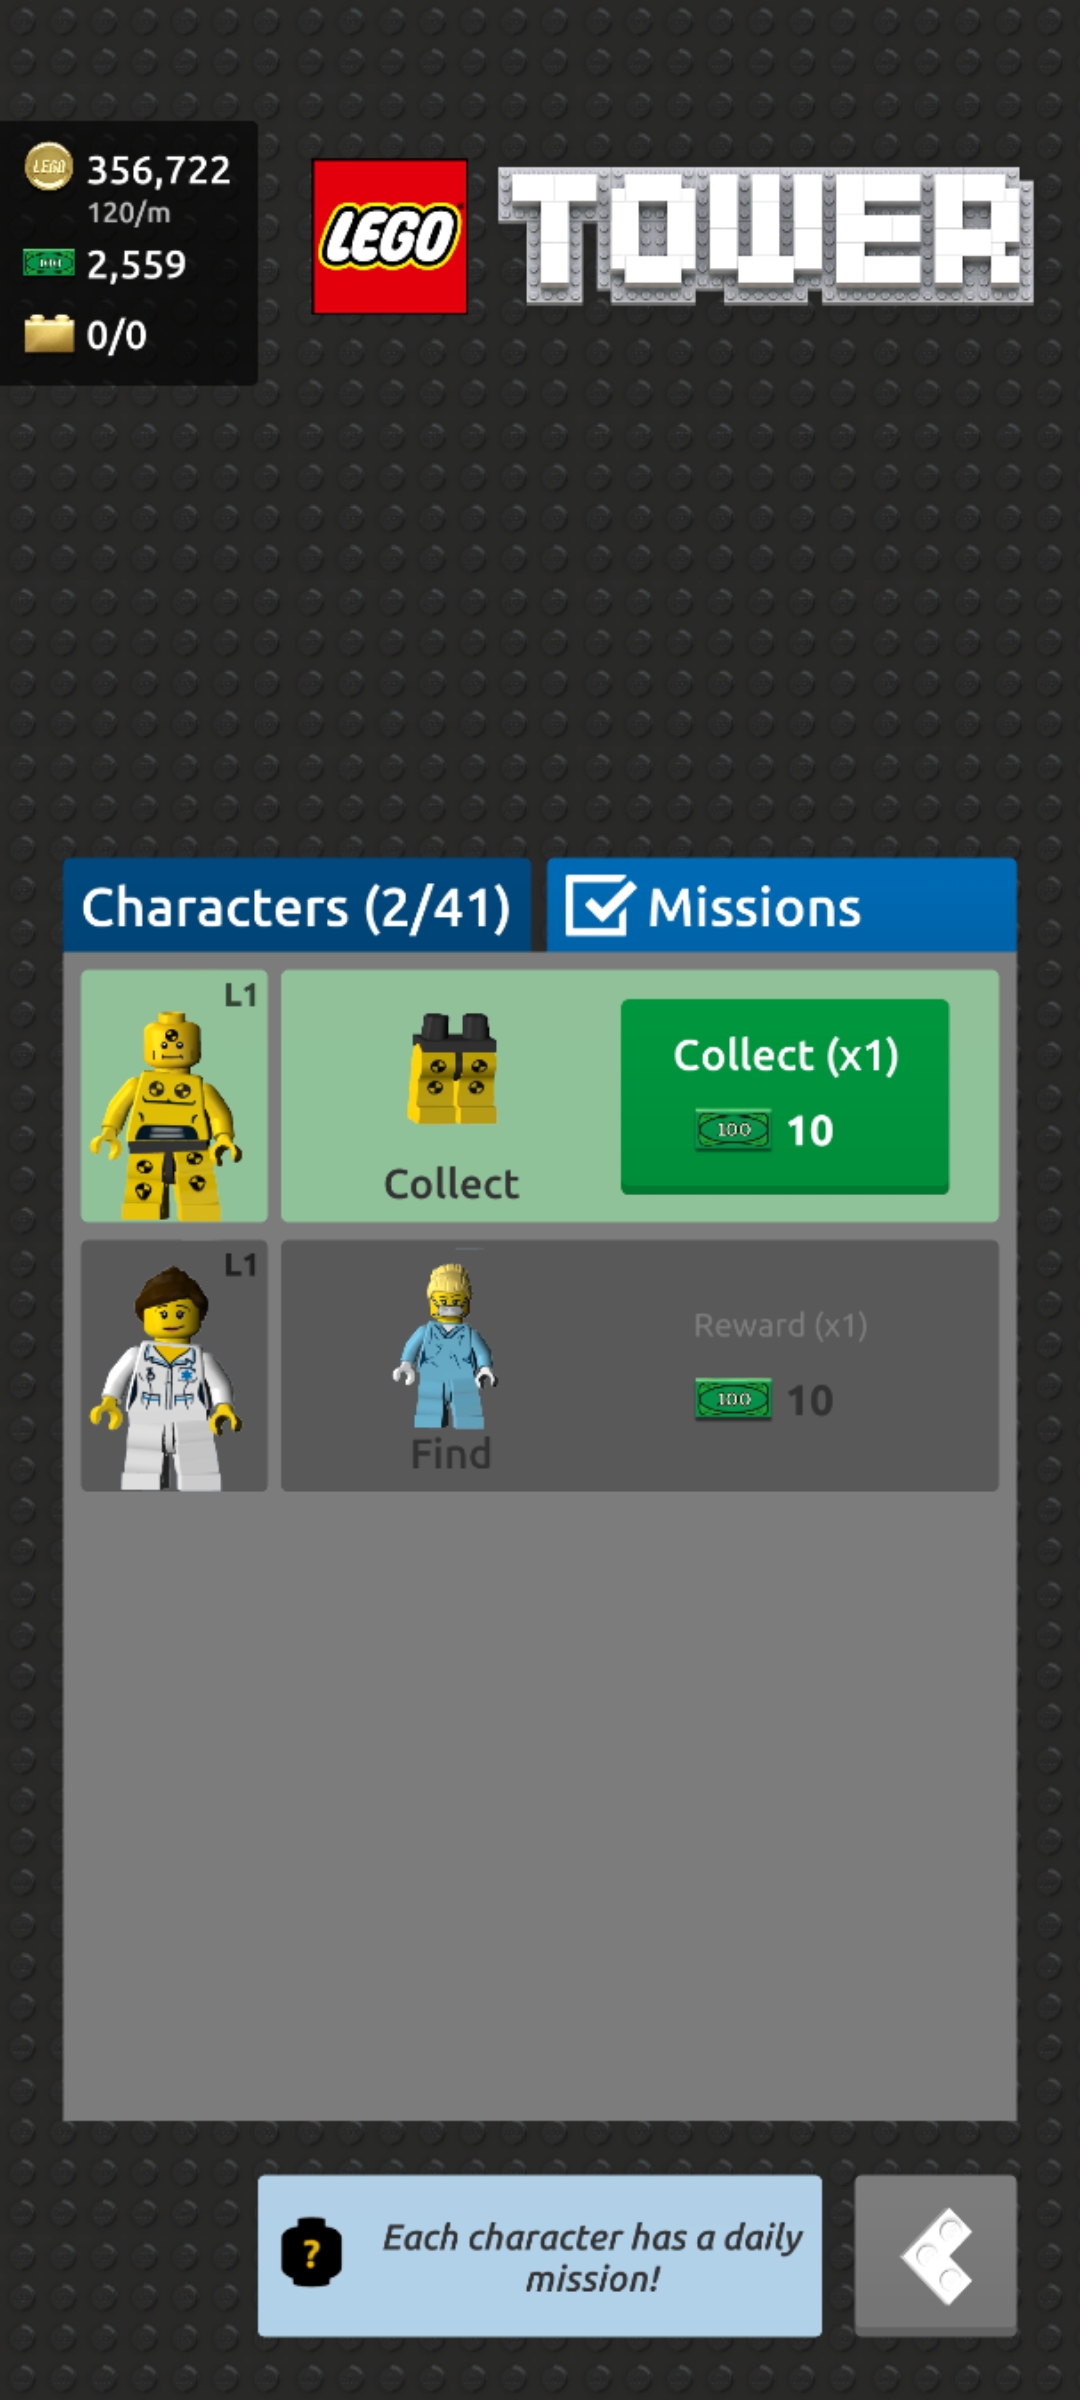 356,722
120/m
2,559
0/0
LEGO
TOWER
Characters (2/41)
Missions
L1
Collect
Collect (x1)
100 10
L1
Find
Reward (x1)
100 10
?
Each character has a daily
mission!